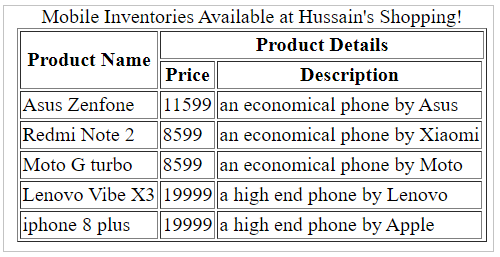 Mobile Inventories Available at Hussain's Shopping!
Product Name Product Details
Price Description
Asus Zenfone 11599 an economical phone by Asus
Redmi Note 2 8599 an economical phone by Xiaomi
Moto G turbo 8599 an economical phone by Moto
Lenovo Vibe X3 19999 a high end phone by Lenovo
iphone 8 plus 19999 a high end phone by Apple